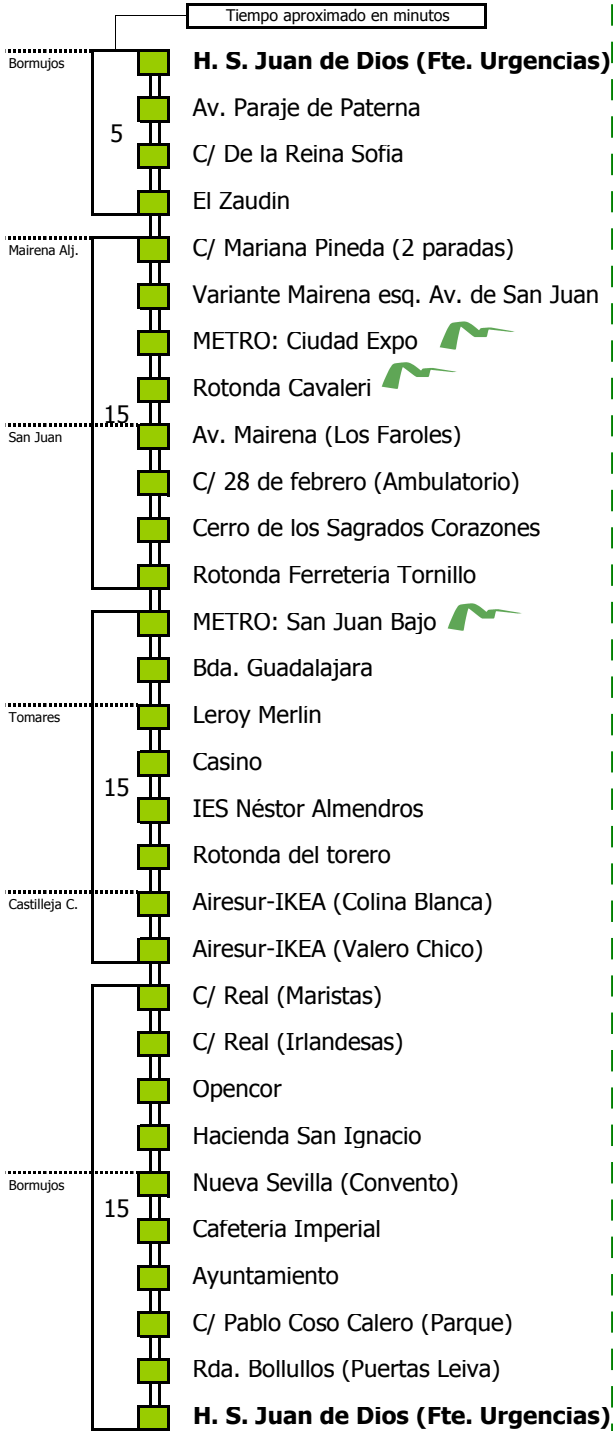 Tiempo aproximado en minutos
Bormujos
H. S. Juan de Dios (Fte. Urgencias)
Av. Paraje de Paterna
5
C/ De la Reina Sofia
El Zaudin
Mairena Alj.
C/ Mariana Pineda (2 paradas)
Variante Mairena esq. Av. de San Juan
METRO: Ciudad Expo
Rotonda Cavaleri
15
San Juan
Av. Mairena (Los Faroles)
C/ 28 de febrero (Ambulatorio)
Cerro de los Sagrados Corazones
Rotonda Ferreteria Tornillo
METRO: San Juan Bajo
Bda. Guadalajara
Tomares
Leroy Merlin
Casino
15
IES Néstor Almendros
Rotonda del torero
Castilleja C.
Airesur-IKEA (Colina Blanca)
Airesur-IKEA (Valero Chico)
C/ Real (Maristas)
C/ Real (Irlandesas)
Opencor
Hacienda San Ignacio
Bormujos
Nueva Sevilla (Convento)
15
Cafeteria Imperial
Ayuntamiento
C/ Pablo Coso Calero (Parque)
Rda. Bollullos (Puertas Leiva)
H. S. Juan de Dios (Fte. Urgencias)